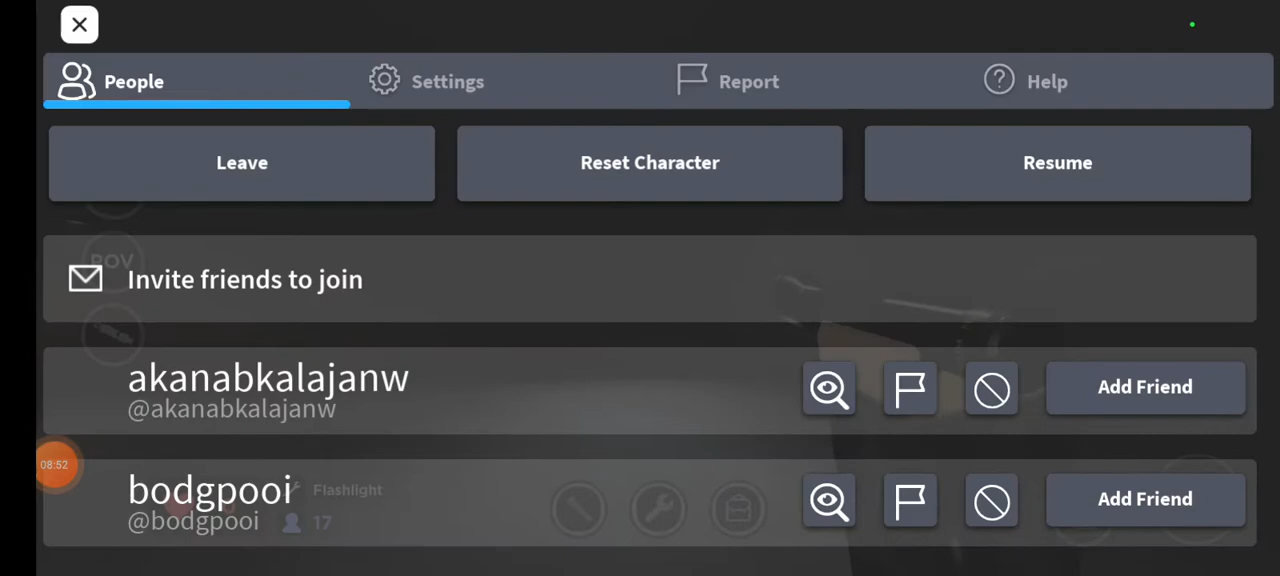 People
Settings
Report
Help
Leave
Reset Character
Resume
POV
Invite friends to join
akanabkalajanw
@akanabkalajanw
Add Friend
08:52
bodgpooi
@bodgpooi
Flashlight
17
Add Friend